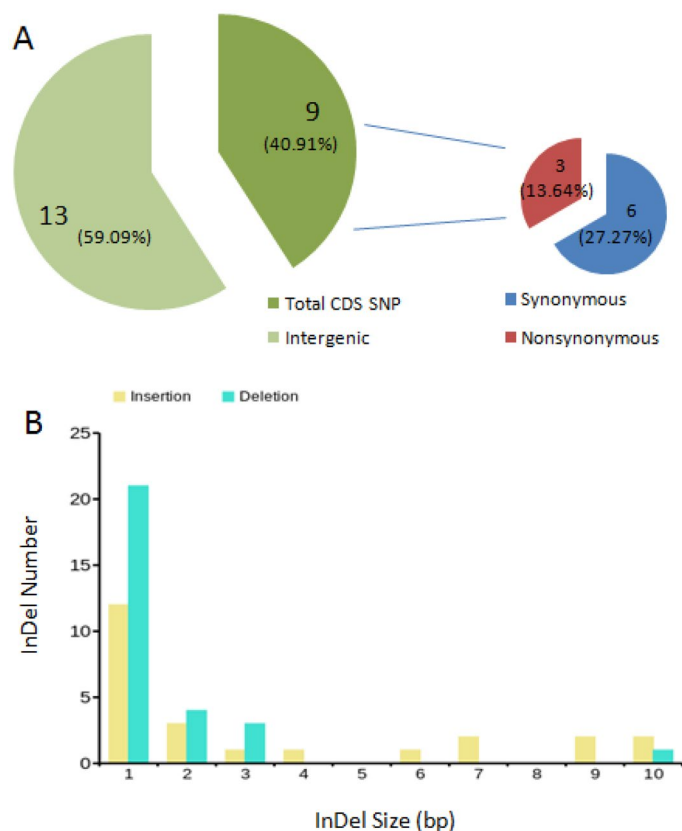 A
9
(40.91%)
13
(59.09%)
3
(13.64%)
6
(27.27%)
Total CDS SNP
Intergenic
Synonymous
Nonsynonymous
Insertion
Deletion
B
InDel Number
25
20
15
10
5
0
1 2 3 4 5 6 7 8 9 10
InDel Size (bp)